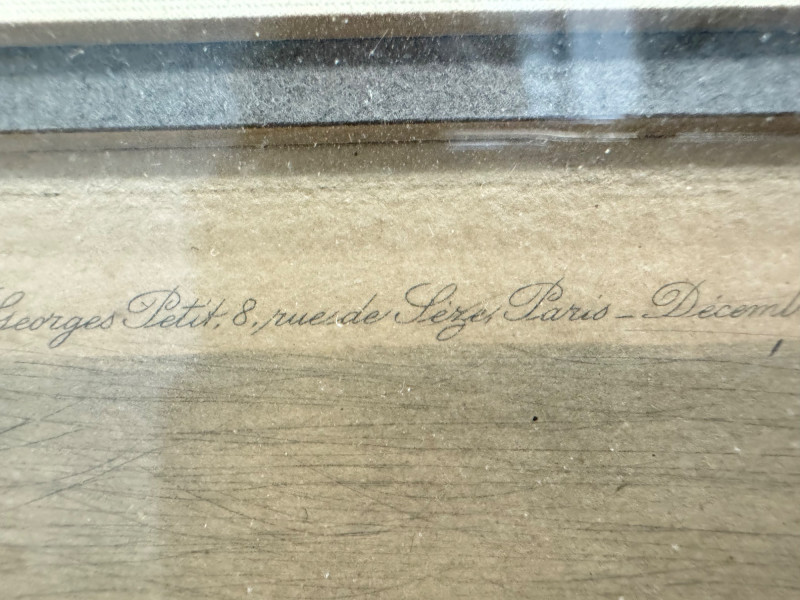 Georges Petit, 8, rue de Sèze, Paris – Décemb